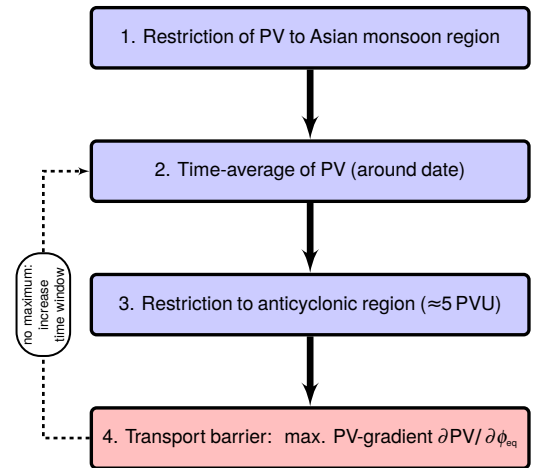 1. Restriction of PV to Asian monsoon region
2. Time-average of PV (around date)
no maximum:
increase
time window
3. Restriction to anticyclonic region (≈5 PVU)
4. Transport barrier: max. PV-gradient ∂PV/∂ϕeq